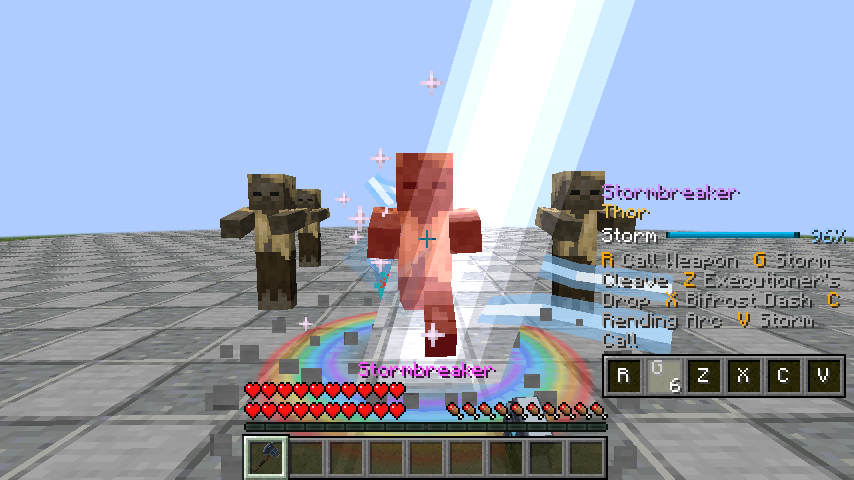 Stormbreaker
Thor
Storm 96%
R Call Weapon G Storm
Cleave Z Executioner's
Drop X Bifrost Dash C
Rending Arc V Storm
Call
Stormbreaker
R G 6 Z X C V